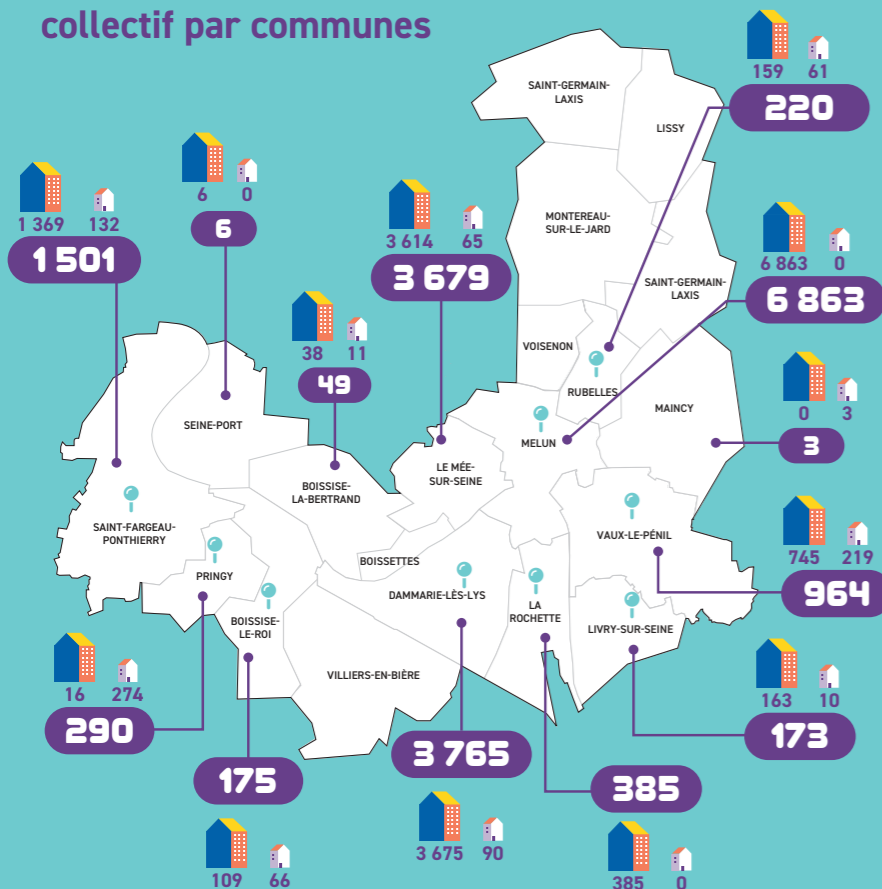 collectif par communes
159 61
220
SAINT-GERMAIN-
LAXIS
LISSY
6 0
6
1 369 132
1 501
3 614 65
3 679
MONTEREAU-
SUR-LE-JARD
6 863 0
6 863
SAINT-GERMAIN-
LAXIS
38 11
49
VOISENON
RUBELLES
MAINCY
0 3
3
SEINE-PORT
MELUN
LE MÉE-
SUR-SEINE
BOISSISE-
LA-BERTRAND
SAINT-FARGEAU-
PONTHIERRY
VAUX-LE-PÉNIL
745 219
964
BOISSETTES
PRINGY
DAMMARIE-LÈS-LYS
LA
ROCHETTE
BOISSISE-
LE-ROI
LIVRY-SUR-SEINE
VILLIERS-EN-BIÈRE
16 274
290
163 10
173
175
109 66
3 765
3 675 90
385
385 0